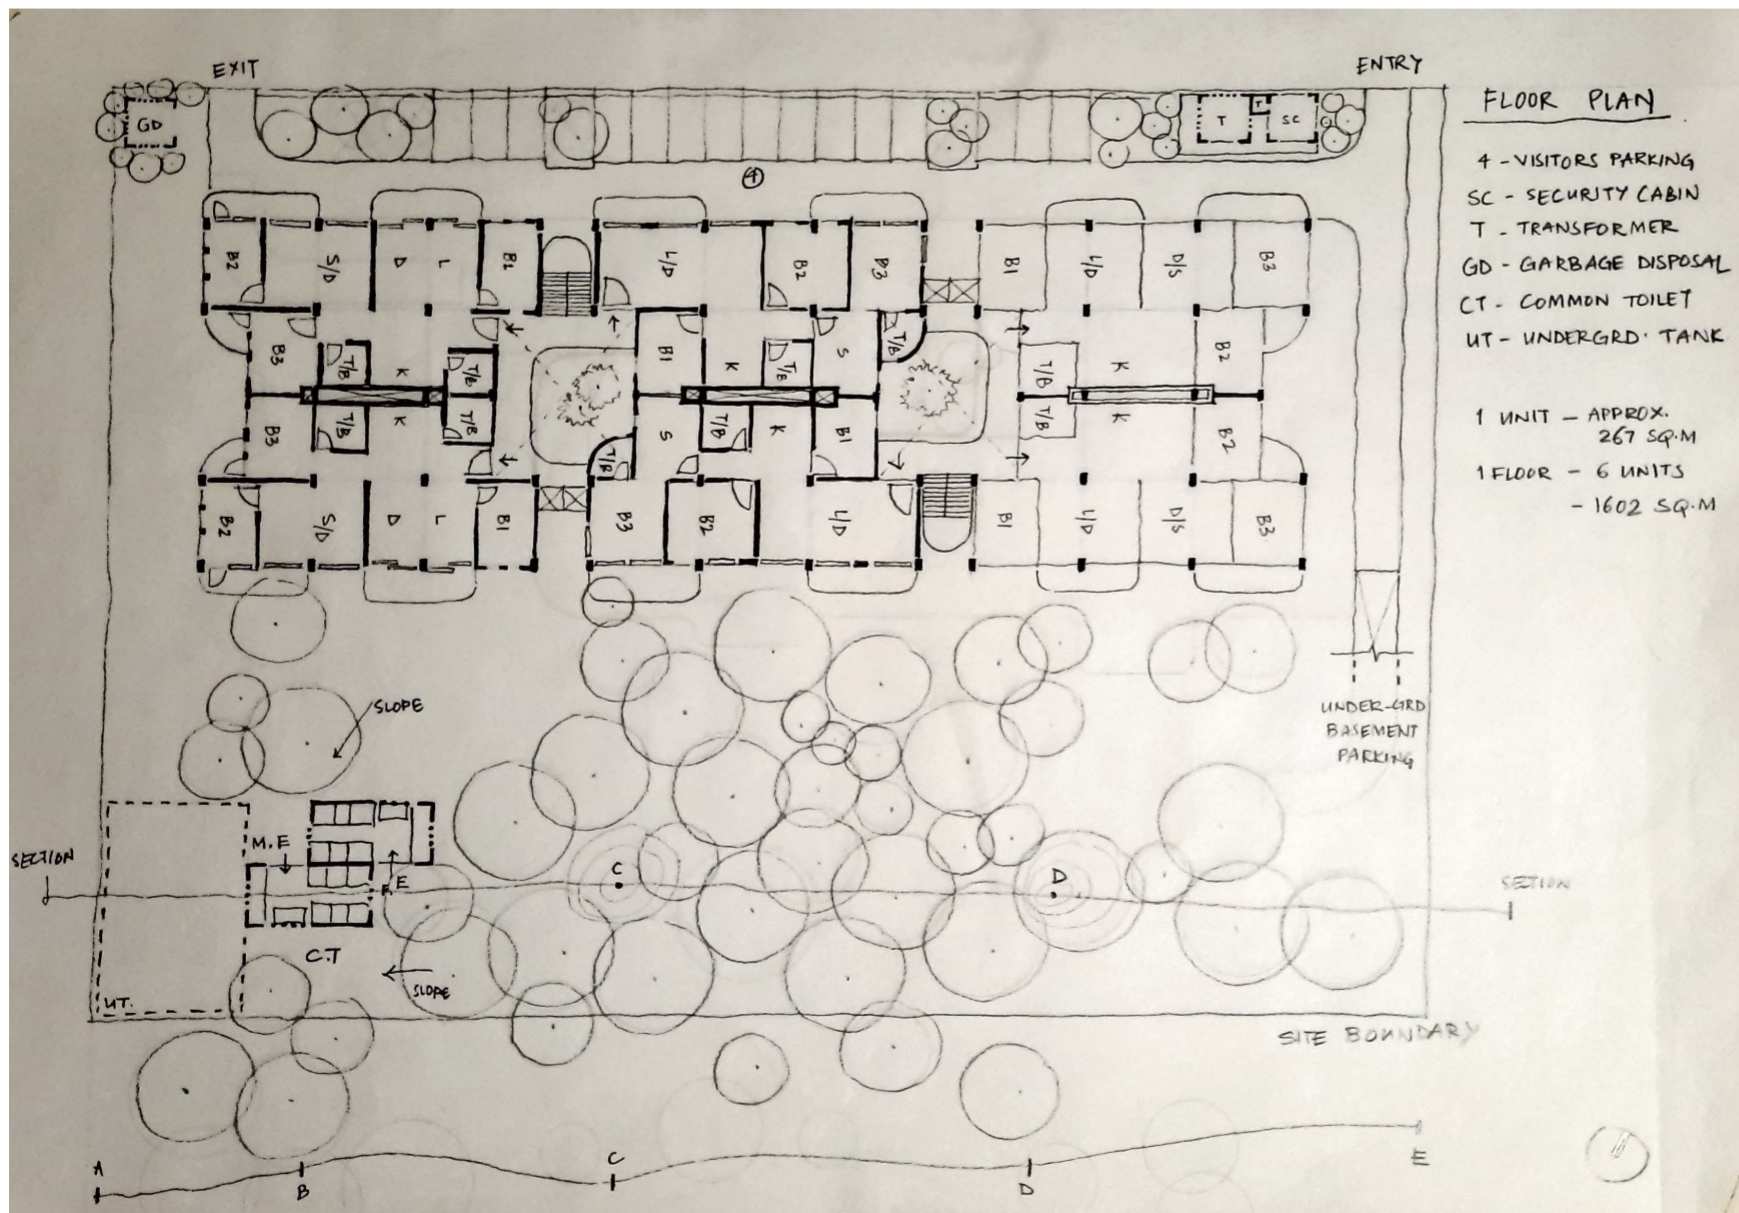 EXIT
ENTRY
FLOOR PLAN
GD
T
T
SC
4 - VISITORS PARKING
SC - SECURITY CABIN
T - TRANSFORMER
GD - GARBAGE DISPOSAL
CT - COMMON TOILET
UT - UNDERGRD. TANK
1 UNIT - APPROX.
267 SQ.M
1 FLOOR - 6 UNITS
- 1602 SQ.M
4
B2
S/D
D
L
B1
L/D
B2
B3
B1
L/D
D/S
B3
B3
T/B
K
T/B
B1
K
T/B
S
T/B
T/B
K
B2
B3
T/B
K
T/B
T/B
S
T/B
K
B1
T/B
K
B2
B2
S/D
D
L
B1
B3
B2
L/D
B1
L/D
D/S
B3
SLOPE
UNDER-GRD
BASEMENT
PARKING
SECTION
M.E
F.E
C
D
SECTION
C.T
SLOPE
UT.
SITE BOUNDARY
A
B
C
D
E